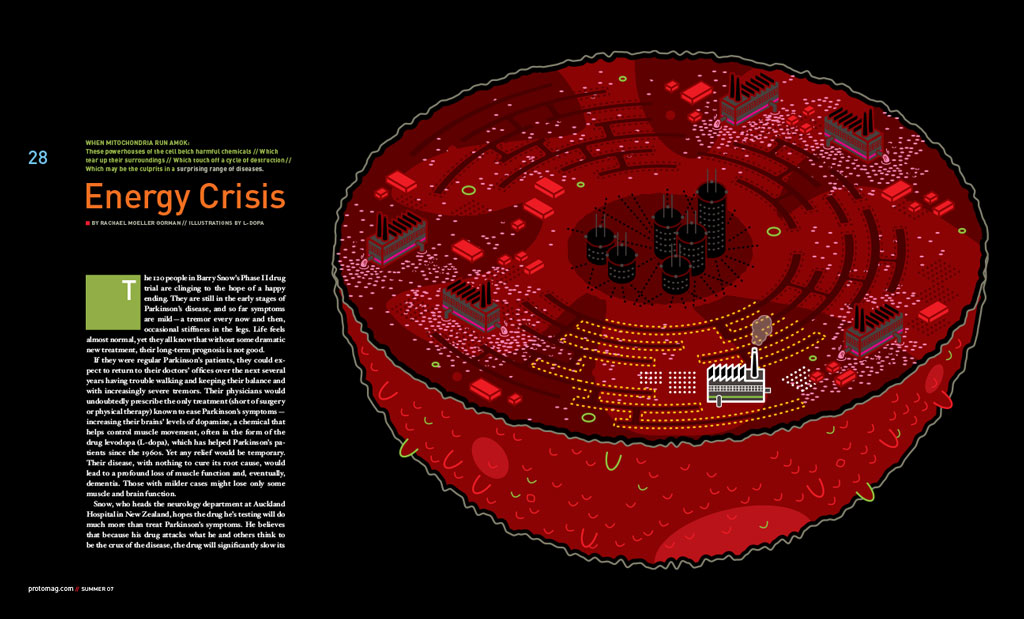 28
WHEN MITOCHONDRIA RUN AMOK:
These powerhouses of the cell belch harmful chemicals // Which
tear up their surroundings // Which touch off a cycle of destruction //
Which may be the culprits in a surprising range of diseases.
Energy Crisis
BY RACHAEL MOELLER GORMAN // ILLUSTRATIONS BY L-DOPA
The 120 people in Barry Snow's Phase II drug
trial are clinging to the hope of a happy
ending. They are still in the early stages of
Parkinson's disease, and so far symptoms
are mild—a tremor every now and then,
occasional stiffness in the legs. Life feels
almost normal, yet they all know that without some dramatic
new treatment, their long-term prognosis is not good.
If they were regular Parkinson's patients, they could ex-
pect to return to their doctors' offices over the next several
years having trouble walking and keeping their balance and
with increasingly severe tremors. Their physicians would
undoubtedly prescribe the only treatment (short of surgery
or physical therapy) known to ease Parkinson's symptoms—
increasing their brains' levels of dopamine, a chemical that
helps control muscle movement, often in the form of the
drug levodopa (L-dopa), which has helped Parkinson's pa-
tients since the 1960s. Yet any relief would be temporary.
Their disease, with nothing to cure its root cause, would
lead to a profound loss of muscle function and, eventually,
dementia. Those with milder cases might lose only some
muscle and brain function.
Snow, who heads the neurology department at Auckland
Hospital in New Zealand, hopes the drug he's testing will do
much more than treat Parkinson's symptoms. He believes
that because his drug attacks what he and others think to
be the crux of the disease, the drug will significantly slow its
protomag.com // SUMMER 07